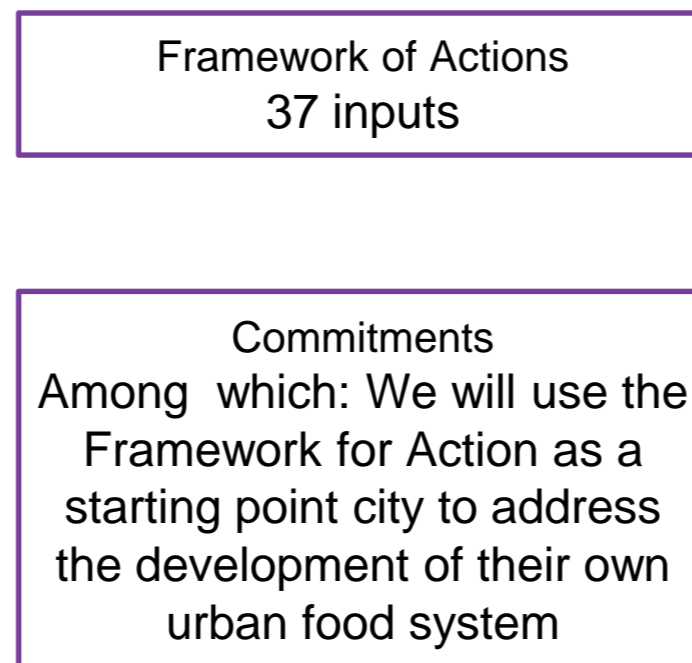 Framework of Actions
37 inputs
Commitments
Among which: We will use the
Framework for Action as a
starting point city to address
the development of their own
urban food system